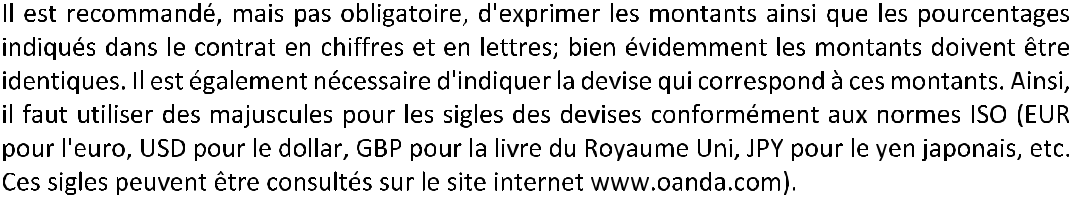 Il est recommandé, mais pas obligatoire, d'exprimer les montants ainsi que les pourcentages
indiqués dans le contrat en chiffres et en lettres; bien évidemment les montants doivent être
identiques. Il est également nécessaire d'indiquer la devise qui correspond à ces montants. Ainsi,
il faut utiliser des majuscules pour les sigles des devises conformément aux normes ISO (EUR
pour l'euro, USD pour le dollar, GBP pour la livre du Royaume Uni, JPY pour le yen japonais, etc.
Ces sigles peuvent être consultés sur le site internet www.oanda.com).